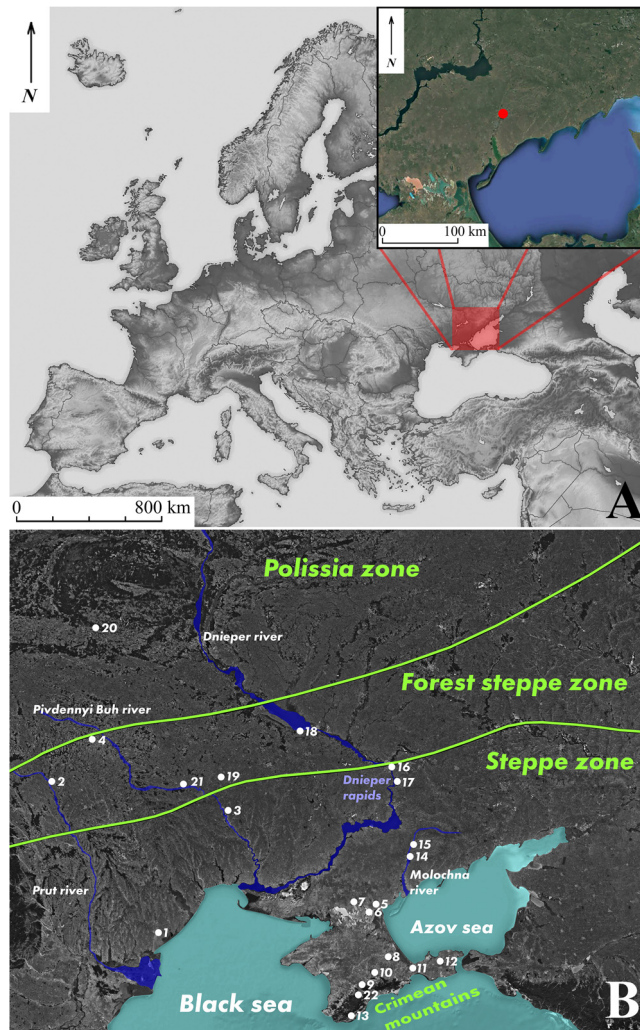 N
N
0 100 km
0 800 km
A
Polissia zone
20
Dnieper river
Forest steppe zone
Pivdennyi Buh river
4
18
Steppe zone
16
2
21
19
17
Dnieper
rapids
3
15
14
Prut river
Molochna
river
7
5
6
Azov sea
1
8
12
11
10
9
22
Black sea
Crimean
mountains
13
B